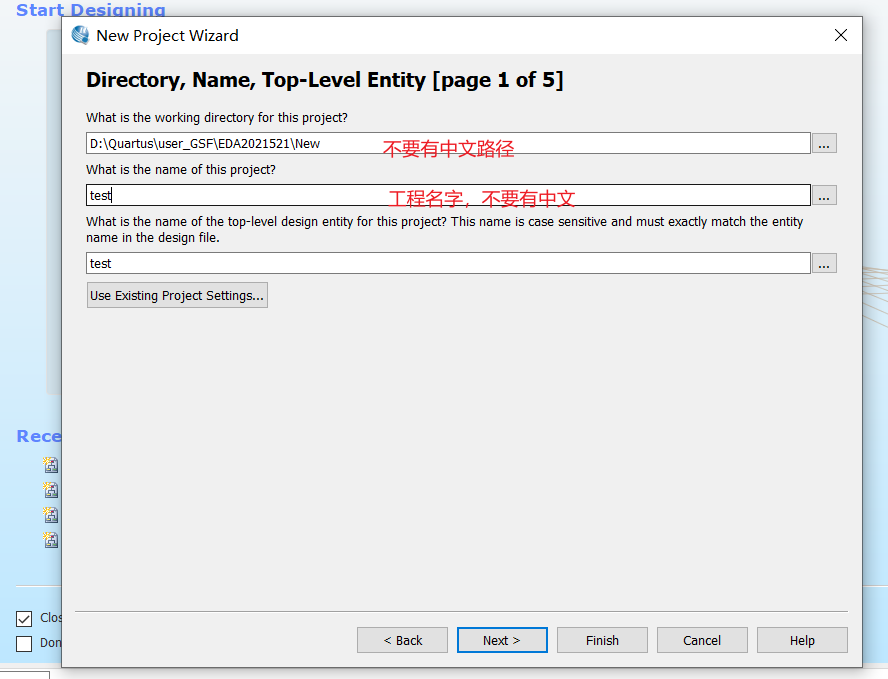 Start Designing
New Project Wizard
Directory, Name, Top-Level Entity [page 1 of 5]
What is the working directory for this project?
D:\Quartus\user_GSF\EDA2021521\New
不要有中文路径
...
What is the name of this project?
test
工程名字，不要有中文
...
What is the name of the top-level design entity for this project? This name is case sensitive and must exactly match the entity
name in the design file.
test
...
Use Existing Project Settings...
Rece
Clos
Don
< Back
Next >
Finish
Cancel
Help